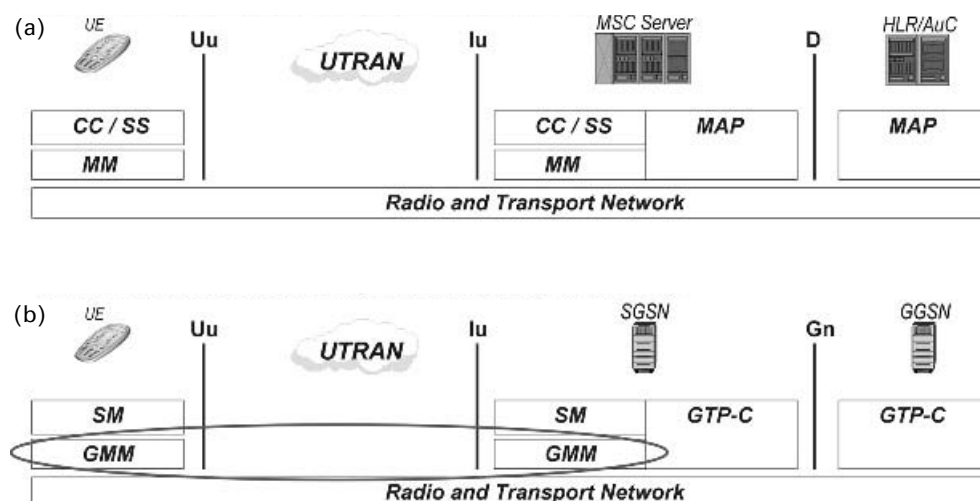 (a)
UE
Uu
UTRAN
Iu
MSC Server
D
HLR/AuC
CC / SS
CC / SS
MAP
MAP
MM
MM
Radio and Transport Network
(b)
UE
Uu
UTRAN
Iu
SGSN
Gn
GGSN
SM
SM
GTP-C
GTP-C
GMM
GMM
Radio and Transport Network